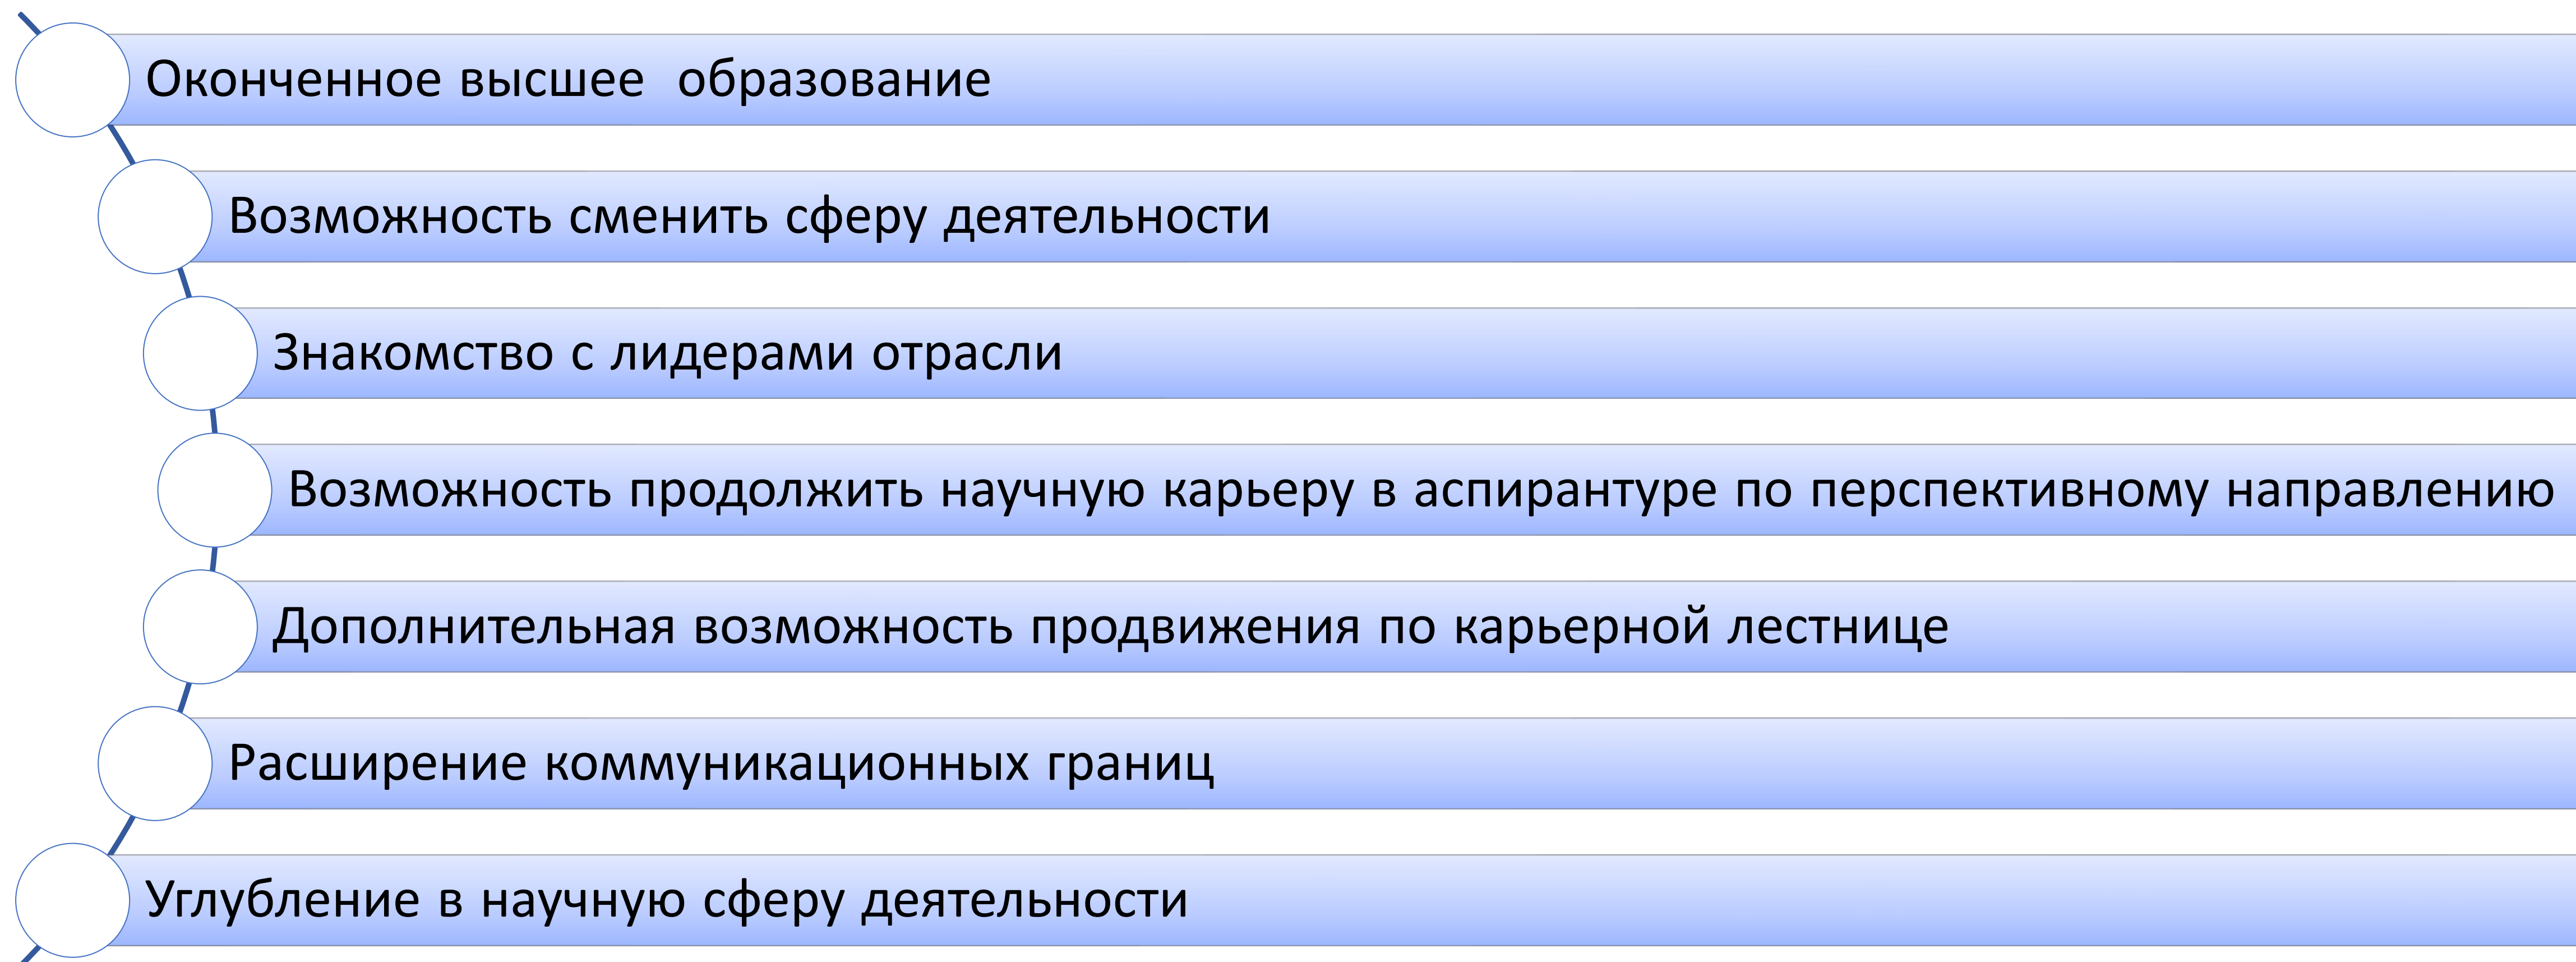 Оконченное высшее  образование
Возможность сменить сферу деятельности
Знакомство с лидерами отрасли
Возможность продолжить научную карьеру в аспирантуре по перспективному направлению
Дополнительная возможность продвижения по карьерной лестнице
Расширение коммуникационных границ
Углубление в научную сферу деятельности